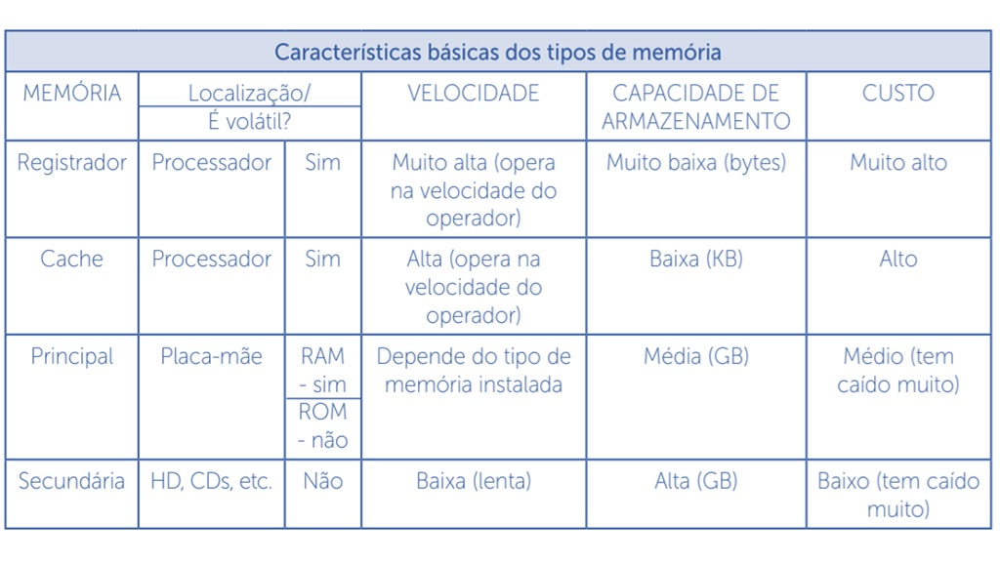 Características básicas dos tipos de memória
MEMÓRIA
Localização/
É volátil?
VELOCIDADE
CAPACIDADE DE
ARMAZENAMENTO
CUSTO
Registrador
Processador
Sim
Muito alta (opera
na velocidade do
operador)
Muito baixa (bytes)
Muito alto
Cache
Processador
Sim
Alta (opera na
velocidade do
operador)
Baixa (KB)
Alto
Principal
Placa-mãe
RAM
- sim
ROM
- não
Depende do tipo de
memória instalada
Média (GB)
Médio (tem
caído muito)
Secundária
HD, CDs, etc.
Não
Baixa (lenta)
Alta (GB)
Baixo (tem caído
muito)